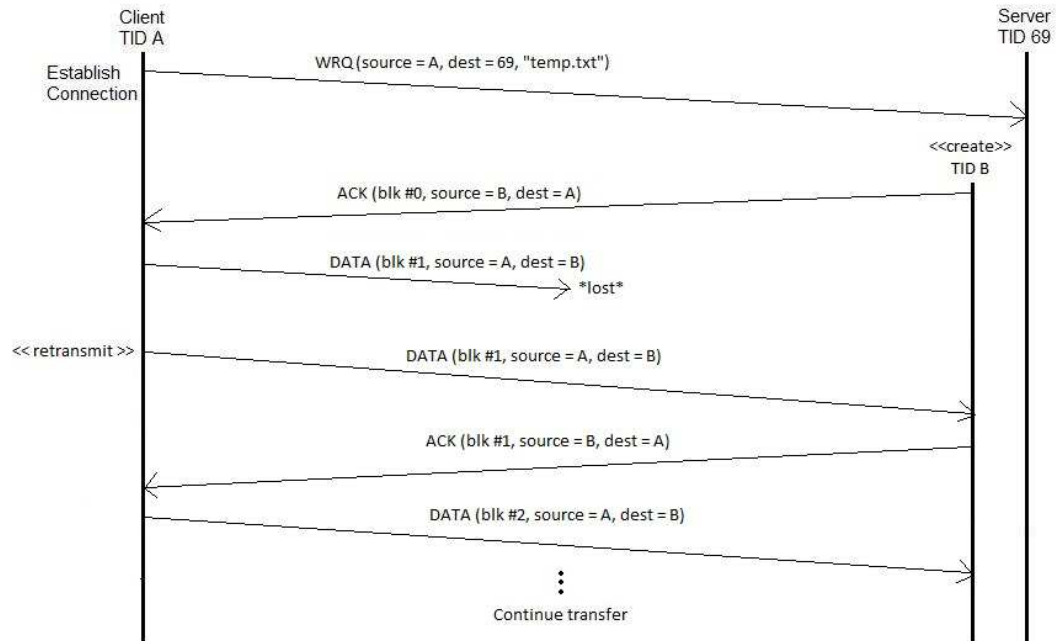 Client
TID A
Server
TID 69
Establish
Connection
WRQ (source = A, dest = 69, "temp.txt")
<<create>>
TID B
ACK (blk #0, source = B, dest = A)
DATA (blk #1, source = A, dest = B)
*lost*
<< retransmit >>
DATA (blk #1, source = A, dest = B)
ACK (blk #1, source = B, dest = A)
DATA (blk #2, source = A, dest = B)
Continue transfer